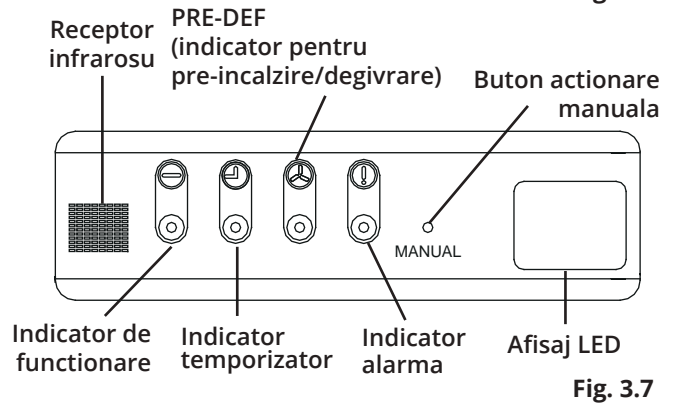 Receptor
infrarosu
PRE-DEF
(indicator pentru
pre-incalzire/degivrare)
Buton actionare
manuala
MANUAL
Indicator de
functionare
Indicator
temporizator
Indicator
alarma
Afisaj LED
Fig. 3.7